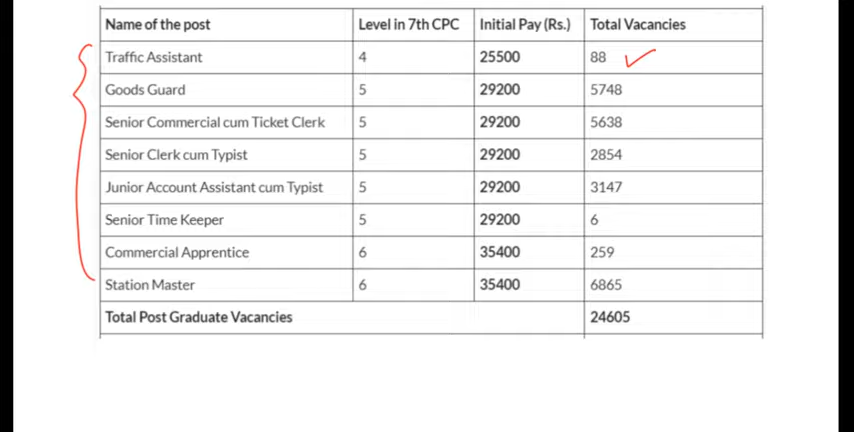 Name of the post Level in 7th CPC Initial Pay (Rs.) Total Vacancies
Traffic Assistant 4 25500 88
Goods Guard 5 29200 5748
Senior Commercial cum Ticket Clerk 5 29200 5638
Senior Clerk cum Typist 5 29200 2854
Junior Account Assistant cum Typist 5 29200 3147
Senior Time Keeper 5 29200 6
Commercial Apprentice 6 35400 259
Station Master 6 35400 6865
Total Post Graduate Vacancies 24605